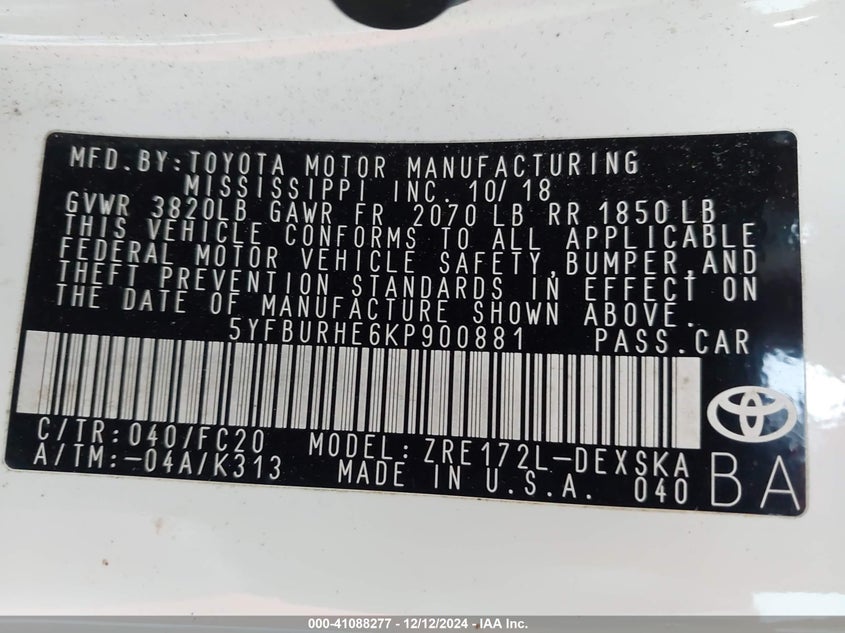 MFD.BY:TOYOTA MOTOR MANUFACTURING
MISSISSIPPI INC. 10/18
GVWR 3820LB GAWR FR 2070 LB RR 1850 LB
THIS VEHICLE CONFORMS TO ALL APPLICABLE
FEDERAL MOTOR VEHICLE SAFETY,BUMPER,AND
THEFT PREVENTION STANDARDS IN EFFECT ON
THE DATE OF MANUFACTURE SHOWN ABOVE.
5YFBURHE6KP900881 PASS.CAR
C/TR:040/FC20 MODEL:ZRE172L-DEXSKA
A/TM:-04A/K313 MADE IN U.S.A. 040
BA
000-41088277 - 12/12/2024 - IAA Inc.